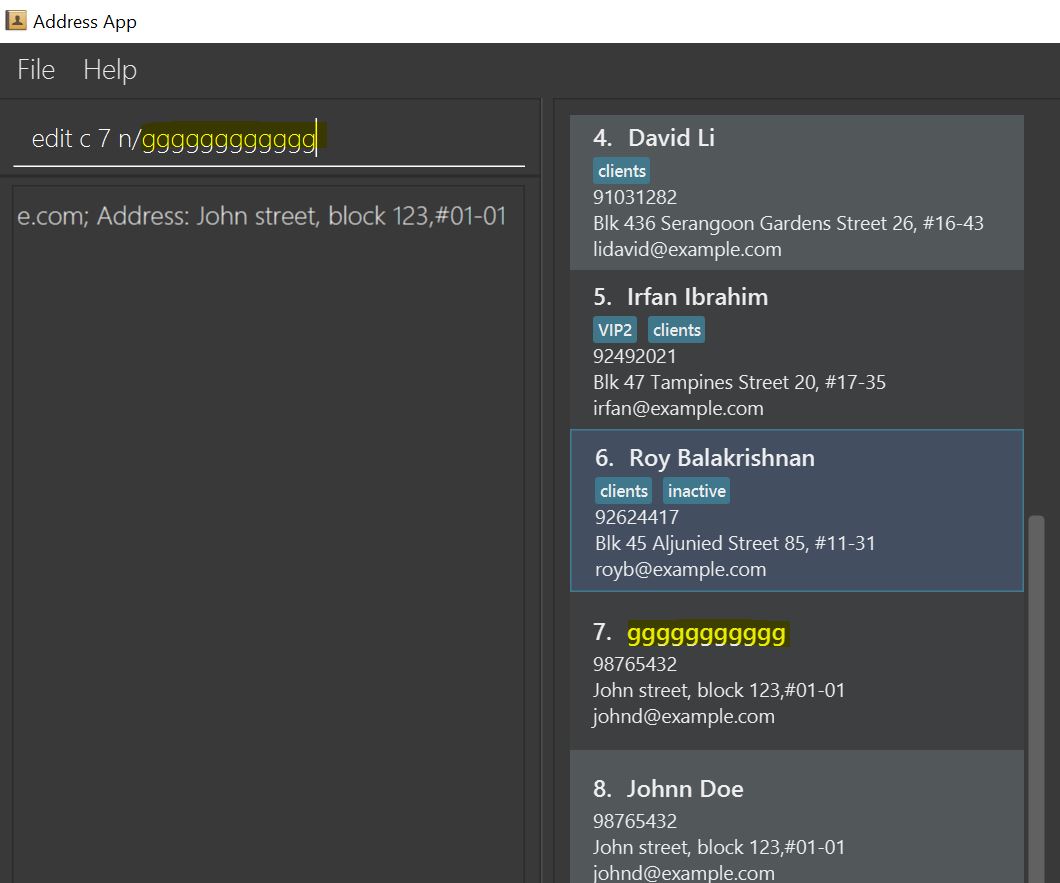 Address App
File Help
edit c 7 n/gggggggggggg
e.com; Address: John street, block 123,#01-01
4. David Li
clients
91031282
Blk 436 Serangoon Gardens Street 26, #16-43
lidavid@example.com
5. Irfan Ibrahim
VIP2 clients
92492021
Blk 47 Tampines Street 20, #17-35
irfan@example.com
6. Roy Balakrishnan
clients inactive
92624417
Blk 45 Aljunied Street 85, #11-31
royb@example.com
7. ggggggggggg
98765432
John street, block 123,#01-01
johnd@example.com
8. Johnn Doe
98765432
John street, block 123,#01-01
johnd@example.com